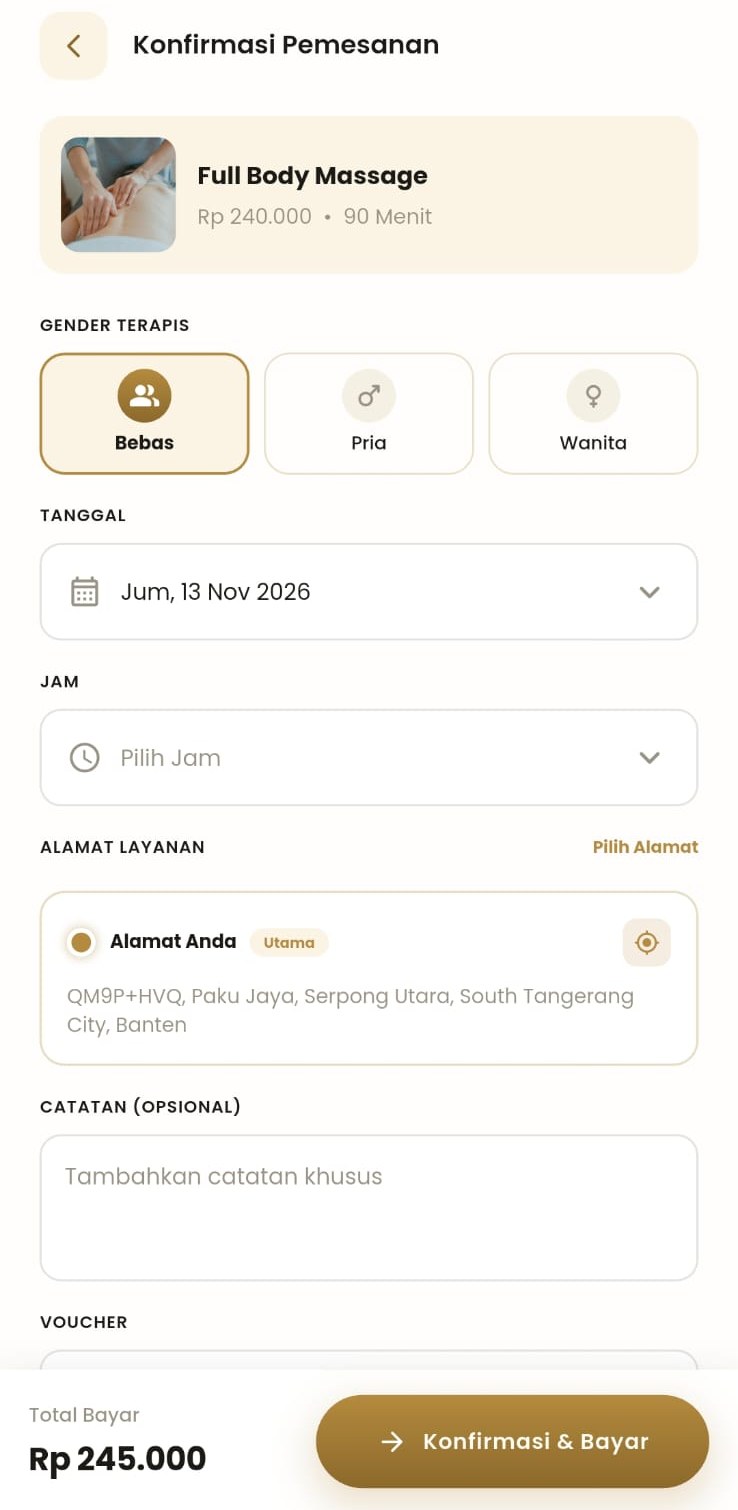 Konfirmasi Pemesanan
Full Body Massage
Rp 240.000 • 90 Menit
GENDER TERAPIS
Bebas
Pria
Wanita
TANGGAL
Jum, 13 Nov 2026
JAM
Pilih Jam
ALAMAT LAYANAN
Pilih Alamat
Alamat Anda
Utama
QM9P+HVQ, Paku Jaya, Serpong Utara, South Tangerang
City, Banten
CATATAN (OPSIONAL)
Tambahkan catatan khusus
VOUCHER
Total Bayar
Rp 245.000
Konfirmasi & Bayar